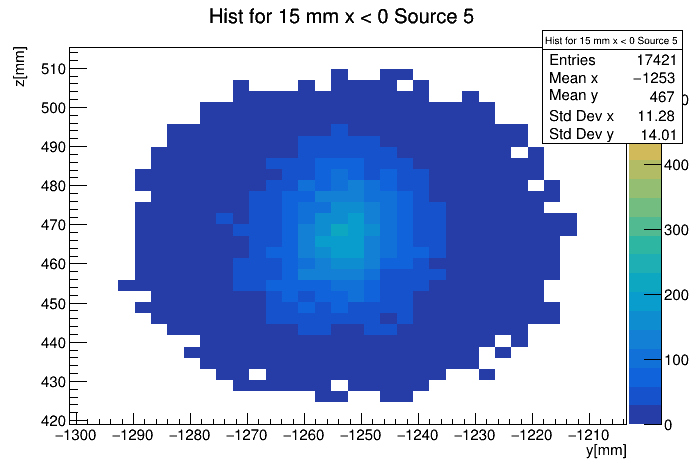 Hist for 15 mm x < 0 Source 5
z[mm]
Hist for 15 mm x < 0 Source 5
Entries 17421
Mean x −1253
Mean y 467
Std Dev x 11.28
Std Dev y 14.01
510
500
490
480
470
460
450
440
430
420
0
400
300
200
100
0
−1300 −1290 −1280 −1270 −1260 −1250 −1240 −1230 −1220 −1210
y[mm]